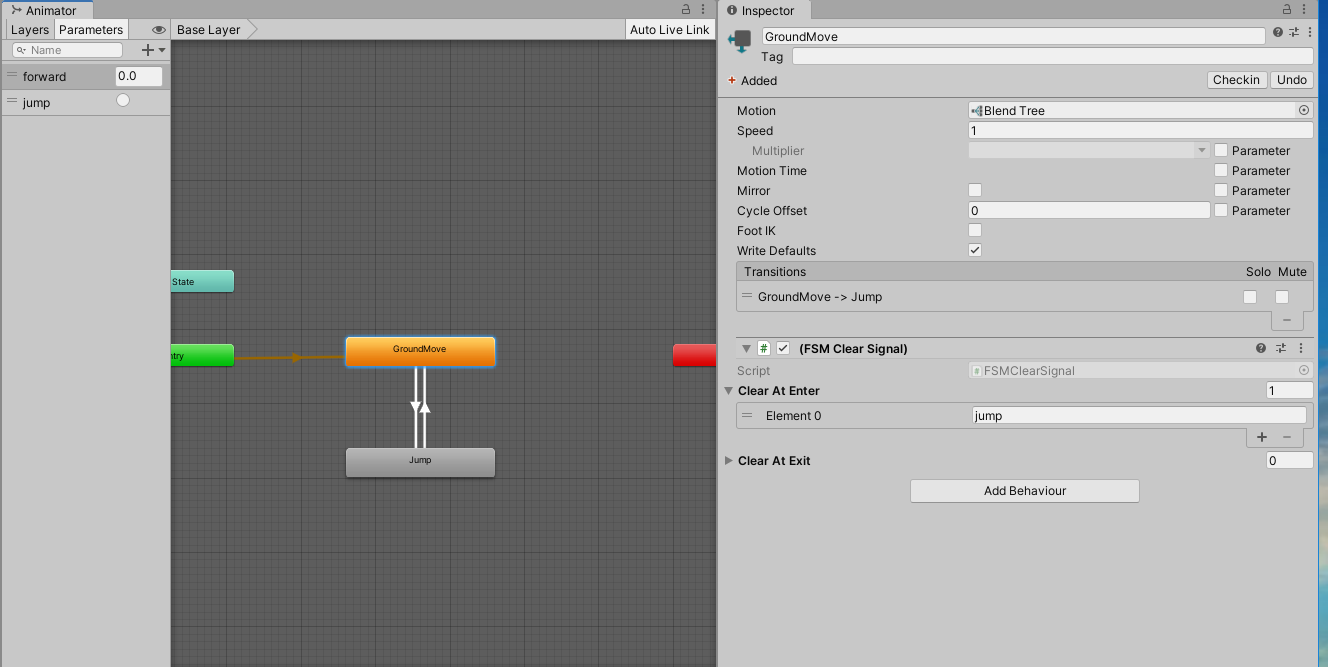 Animator
Layers Parameters Base Layer Auto Live Link
Name
forward 0.0
jump
State
ntry
GroundMove
Jump
Inspector
GroundMove
Tag
Added Checkin Undo
Motion Blend Tree
Speed 1
Multiplier Parameter
Motion Time Parameter
Mirror Parameter
Cycle Offset 0 Parameter
Foot IK
Write Defaults
Transitions Solo Mute
GroundMove -> Jump
# (FSM Clear Signal)
Script # FSMClearSignal
Clear At Enter 1
Element 0 jump
Clear At Exit 0
Add Behaviour